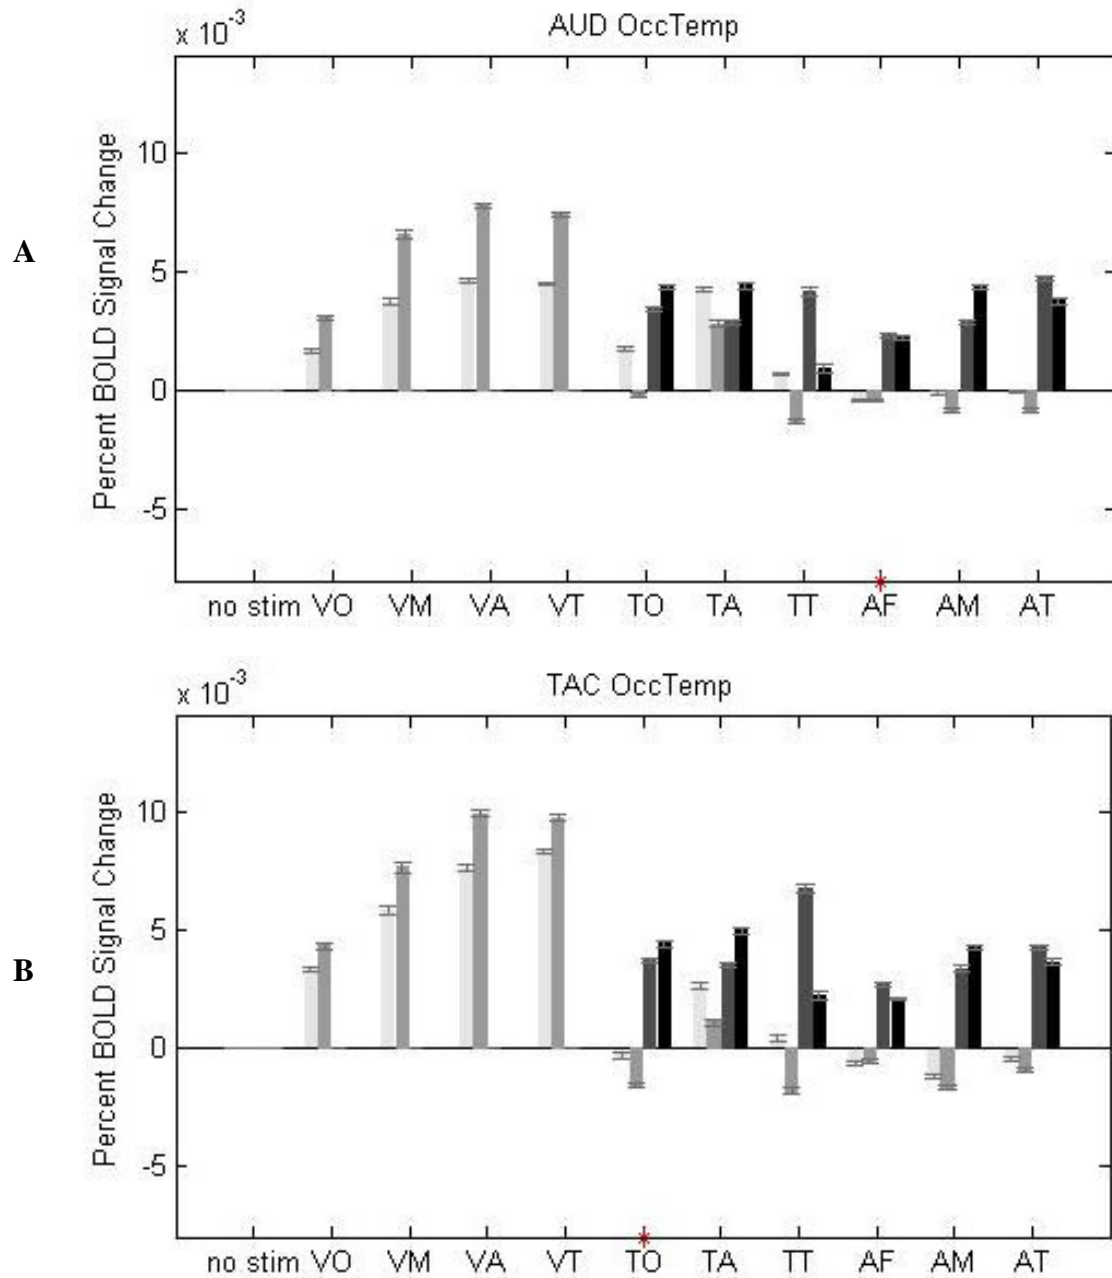 x 10-3
AUD OccTemp
A
Percent BOLD Signal Change
10
5
0
-5
no stim VO VM VA VT TO TA TT AF AM AT
x 10-3
TAC OccTemp
B
Percent BOLD Signal Change
10
5
0
-5
no stim VO VM VA VT TO TA TT AF AM AT